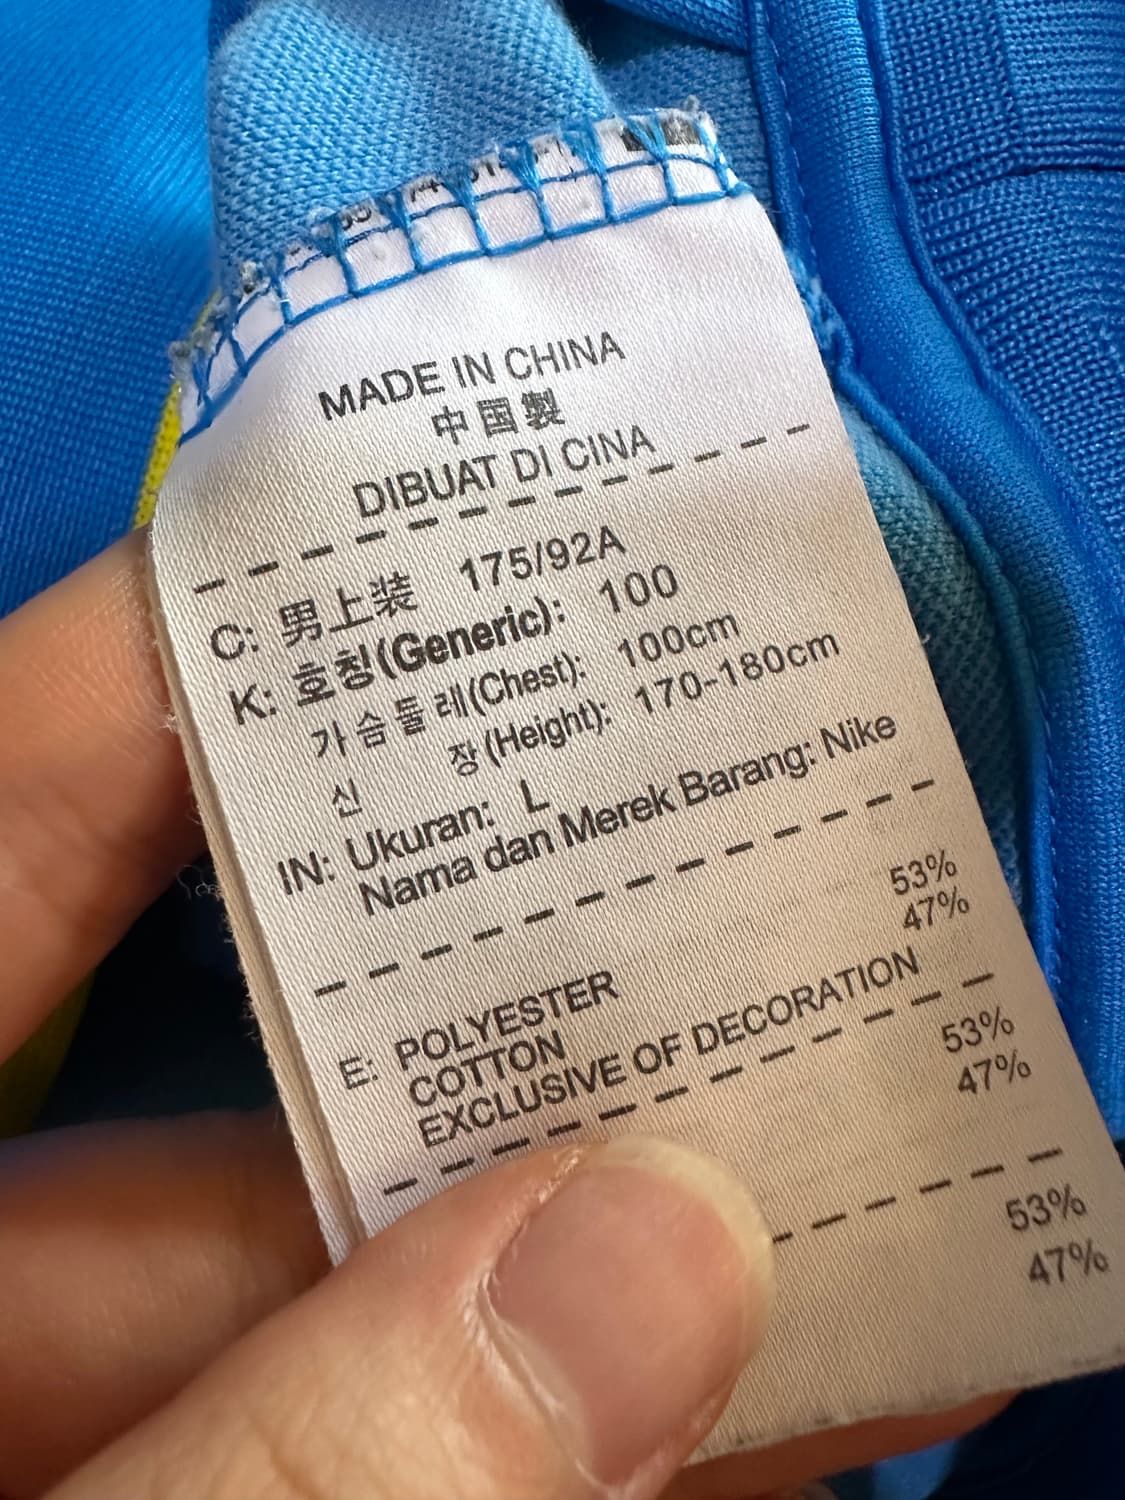 MADE IN CHINA
中国製
DIBUAT DI CINA
C: 男上装 175/92A
K: 호칭(Generic): 100
가슴둘레(Chest): 100cm
신 장(Height): 170-180cm
IN: Ukuran: L
Nama dan Merek Barang: Nike
53%
47%
E: POLYESTER
COTTON
EXCLUSIVE OF DECORATION
53%
47%
53%
47%